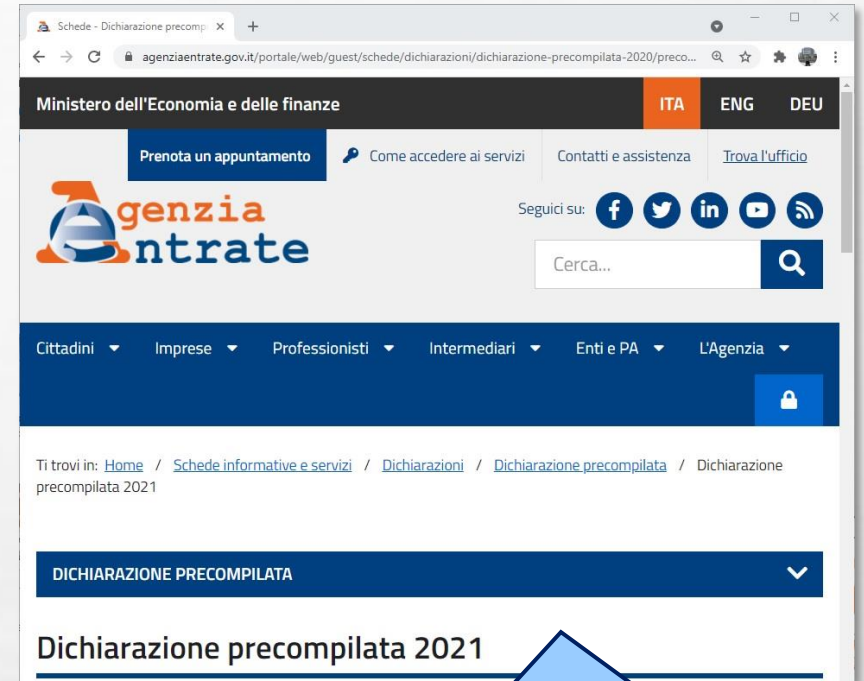 Schede - Dichiarazione precomp
agenziaentrate.gov.it/portale/web/guest/schede/dichiarazioni/dichiarazione-precompilata-2020/preco...
Ministero dell'Economia e delle finanze ITA ENG DEU
Prenota un appuntamento Come accedere ai servizi Contatti e assistenza Trova l'ufficio
Agenzia
Entrate
Seguici su:
Cerca...
Cittadini Imprese Professionisti Intermediari Enti e PA L'Agenzia
Ti trovi in: Home / Schede informative e servizi / Dichiarazioni / Dichiarazione precompilata / Dichiarazione
precompilata 2021
DICHIARAZIONE PRECOMPILATA
Dichiarazione precompilata 2021